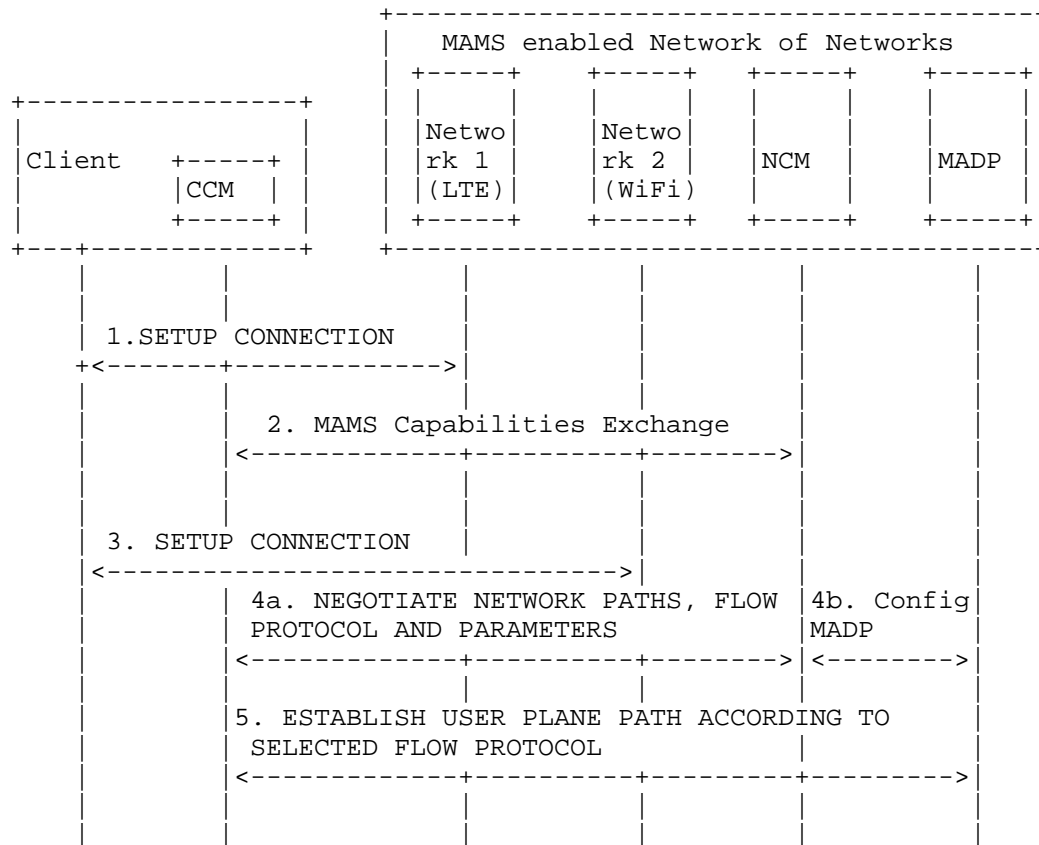 MAMS enabled Network of Networks
Netwo Netwo
Client rk 1 rk 2 NCM MADP
CCM (LTE) (WiFi)
1.SETUP CONNECTION
2. MAMS Capabilities Exchange
3. SETUP CONNECTION
4a. NEGOTIATE NETWORK PATHS, FLOW 4b. Config
PROTOCOL AND PARAMETERS MADP
5. ESTABLISH USER PLANE PATH ACCORDING TO
SELECTED FLOW PROTOCOL